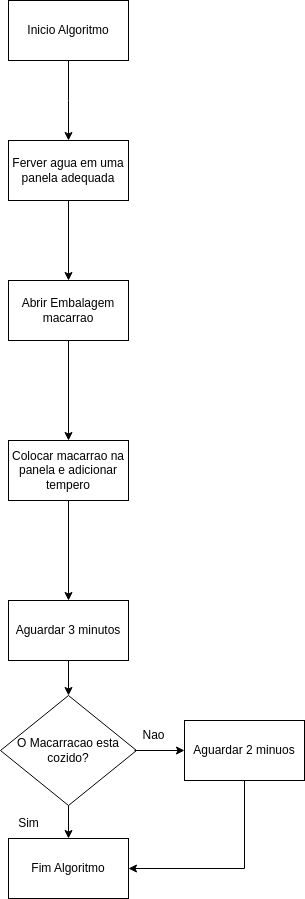 Inicio Algoritmo
Ferver agua em uma
panela adequada
Abrir Embalagem
macarrao
Colocar macarrao na
panela e adicionar
tempero
Aguardar 3 minutos
O Macarracao esta
cozido?
Nao
Aguardar 2 minuos
Sim
Fim Algoritmo